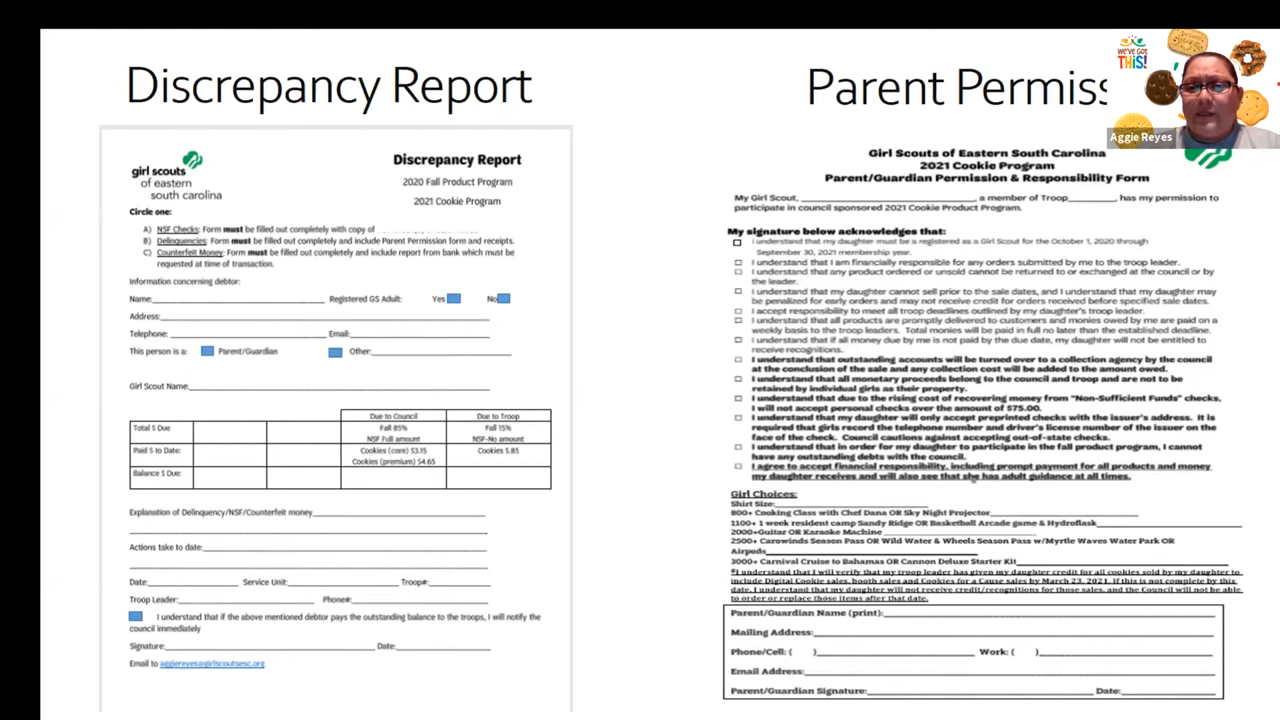 Discrepancy Report
girl scouts
of eastern
south carolina
Discrepancy Report
2020 Fall Product Program
2021 Cookie Program
Circle one:
A) NSF Checks: Form must be filled out completely with copy of
B) Delinquencies: Form must be filled out completely and include Parent Permission form and receipts.
C) Counterfeit Money: Form must be filled out completely and include report from bank which must be
requested at time of transaction.
Information concerning debtor:
Name: Registered GS Adult: Yes No
Address:
Telephone: Email:
This person is a: Parent/Guardian Other:
Girl Scout Name:
Due to Council Due to Troop
Total $ Due Fall 85% Fall 15%
NSF Full amount NSF-No amount
Paid $ to Date: Cookies (core) $3.15 Cookies $.85
Cookies (premium) $4.65
Balance $ Due:
Explanation of Delinquency/NSF/Counterfeit money
Actions take to date:
Date: Service Unit: Troop#:
Troop Leader: Phone#:
I understand that if the above mentioned debtor pays the outstanding balance to the troops, I will notify the
council immediately
Signature: Date:
Email to aggiereyes@girlscoutsesc.org
Parent Permiss
WE'VE GOT
THIS!
Aggie Reyes
Girl Scouts of Eastern South Carolina
2021 Cookie Program
Parent/Guardian Permission & Responsibility Form
My Girl Scout, , a member of Troop , has my permission to
participate in council sponsored 2021 Cookie Product Program.
My signature below acknowledges that:
I understand that my daughter must be a registered as a Girl Scout for the October 1, 2020 through
September 30, 2021 membership year.
I understand that I am financially responsible for any orders submitted by me to the troop leader.
I understand that any product ordered or unsold cannot be returned to or exchanged at the council or by
the leader.
I understand that my daughter cannot sell prior to the sale dates, and I understand that my daughter may
be penalized for early orders and may not receive credit for orders received before specified sale dates.
I accept responsibility to meet all troop deadlines outlined by my daughter's troop leader.
I understand that all products are promptly delivered to customers and monies owed by me are paid on a
weekly basis to the troop leaders. Total monies will be paid in full no later than the established deadline.
I understand that if all money due by me is not paid by the due date, my daughter will not be entitled to
receive recognitions.
I understand that outstanding accounts will be turned over to a collection agency by the council
at the conclusion of the sale and any collection cost will be added to the amount owed.
I understand that all monetary proceeds belong to the council and troop and are not to be
retained by individual girls as their property.
I understand that due to the rising cost of recovering money from "Non-Sufficient Funds" checks,
I will not accept personal checks over the amount of $75.00.
I understand that my daughter will only accept preprinted checks with the issuer's address. It is
required that girls record the telephone number and driver's license number of the issuer on the
face of the check. Council cautions against accepting out-of-state checks.
I understand that in order for my daughter to participate in the fall product program, I cannot
have any outstanding debts with the council.
I agree to accept financial responsibility, including prompt payment for all products and money
my daughter receives and will also see that she has adult guidance at all times.
Girl Choices:
Shirt Size:
800+ Cooking Class with Chef Dana OR Sky Night Projector
1100+ 1 week resident camp Sandy Ridge OR Basketball Arcade game & Hydroflask
2000+Guitar OR Karaoke Machine
2500+ Carowinds Season Pass OR Wild Water & Wheels Season Pass w/Myrtle Waves Water Park OR
Airpods
3000+ Carnival Cruise to Bahamas OR Cannon Deluxe Starter Kit
*I understand that I will verify that my troop leader has given my daughter credit for all cookies sold by my daughter to
include Digital Cookie sales, booth sales and Cookies for a Cause sales by March 23, 2021. If this is not complete by this
date, I understand that my daughter will not receive credit/recognitions for those sales, and the Council will not be able
to order or replace those items after that date.
Parent/Guardian Name (print):
Mailing Address:
Phone/Cell: ( ) Work: ( )
Email Address:
Parent/Guardian Signature: Date: